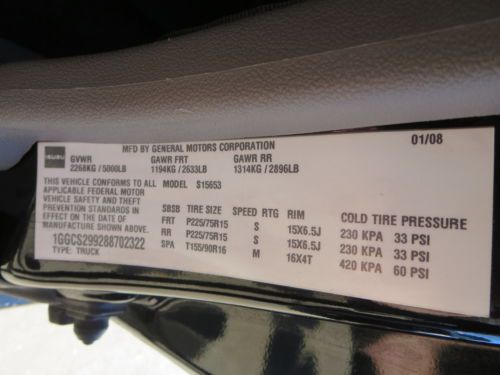 MFD BY GENERAL MOTORS CORPORATION 01/08
ISUZU GVWR GAWR FRT GAWR RR
2268KG / 5000LB 1194KG / 2633LB 1314KG / 2896LB
THIS VEHICLE CONFORMS TO ALL MODEL S15653
APPLICABLE FEDERAL MOTOR
VEHICLE SAFETY AND THEFT
PREVENTION STANDARDS IN
EFFECT ON THE DATE OF
MANUFACTURE SHOWN ABOVE.
1GGCS299288702322
TYPE: TRUCK
SBSB TIRE SIZE SPEED RTG RIM COLD TIRE PRESSURE
FRT P225/75R15 S 15X6.5J 230 KPA 33 PSI
RR P225/75R15 S 15X6.5J 230 KPA 33 PSI
SPA T155/90R16 M 16X4T 420 KPA 60 PSI